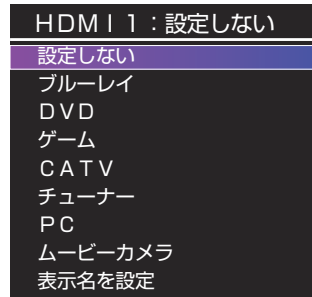 ＨＤＭＩ１：設定しない
設定しない
ブルーレイ
ＤＶＤ
ゲーム
ＣＡＴＶ
チューナー
ＰＣ
ムービーカメラ
表示名を設定